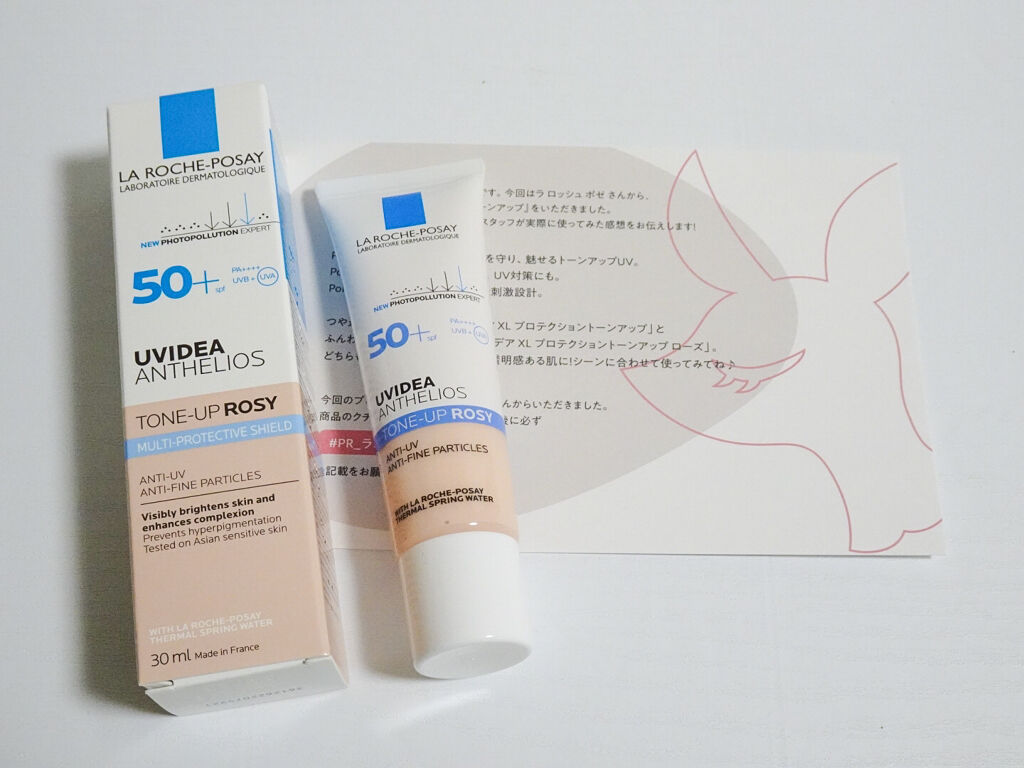 LA ROCHE-POSAY
LABORATOIRE DERMATOLOGIQUE
NEW PHOTOPOLLUTION EXPERT
50+ spf
PA++++
UVB + UVA
UVIDEA
ANTHELIOS
TONE-UP ROSY
MULTI-PROTECTIVE SHIELD
ANTI-UV
ANTI-FINE PARTICLES
Visibly brightens skin and
enhances complexion
Prevents hyperpigmentation
Tested on Asian sensitive skin
WITH LA ROCHE-POSAY
THERMAL SPRING WATER
30 ml Made in France
LA ROCHE-POSAY
LABORATOIRE DERMATOLOGIQUE
NEW PHOTOPOLLUTION EXPERT
50+ spf
PA++++
UVB + UVA
UVIDEA
ANTHELIOS
TONE-UP ROSY
ANTI-UV
ANTI-FINE PARTICLES
WITH LA ROCHE-POSAY
THERMAL SPRING WATER
です。今回はラ ロッシュ ポゼ さんから、
ーンアップ」をいただきました。
スタッフが実際に使ってみた感想をお伝えします!
を守り、魅せるトーンアップUV。
UV対策にも。
刺激設計。
つや
デア XL プロテクショントーンアップ」と
ふんわ
デア XL プロテクショントーンアップ ローズ」。
どちらも
透明感ある肌に!シーンに合わせて使ってみてね♪
今回のプ
んからいただきました。
商品のクチ
後に必ず
#PR_ラ
記載をお願